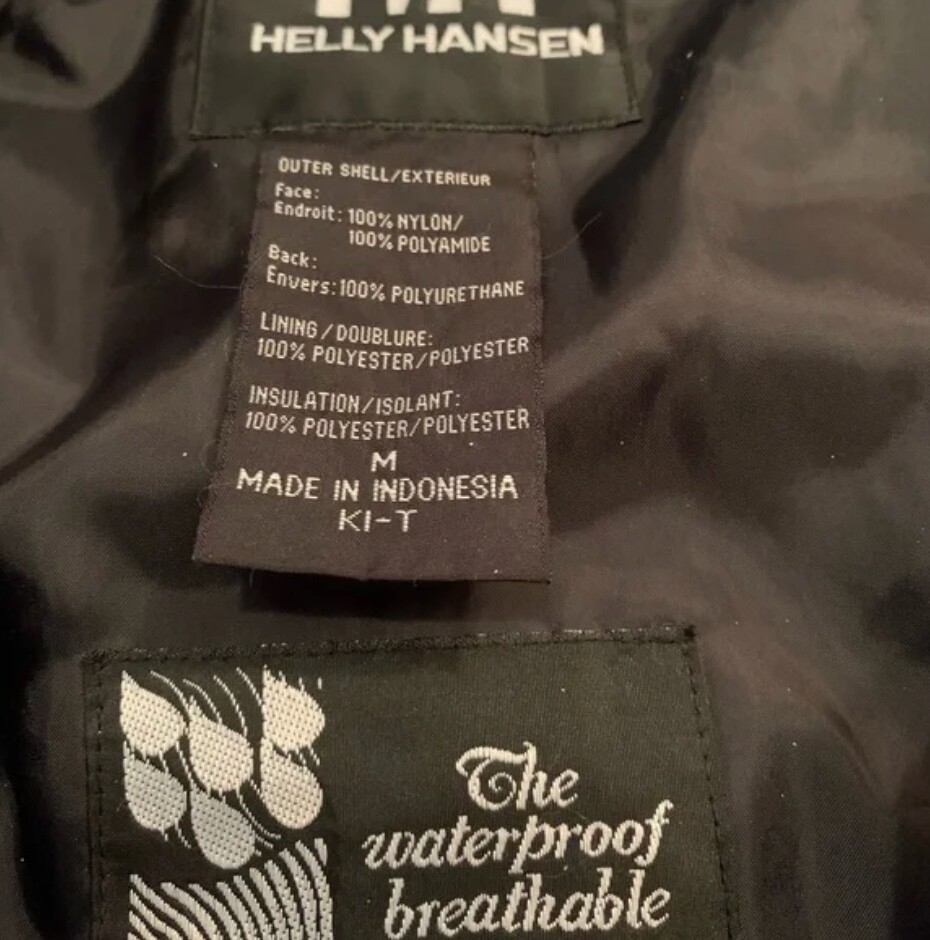 HELLY HANSEN
OUTER SHELL/EXTERIEUR
Face:
Endroit: 100% NYLON/
100% POLYAMIDE
Back:
Envers: 100% POLYURETHANE
LINING/DOUBLURE:
100% POLYESTER/POLYESTER
INSULATION/ISOLANT:
100% POLYESTER/POLYESTER
M
MADE IN INDONESIA
KI-T
The
waterproof
breathable